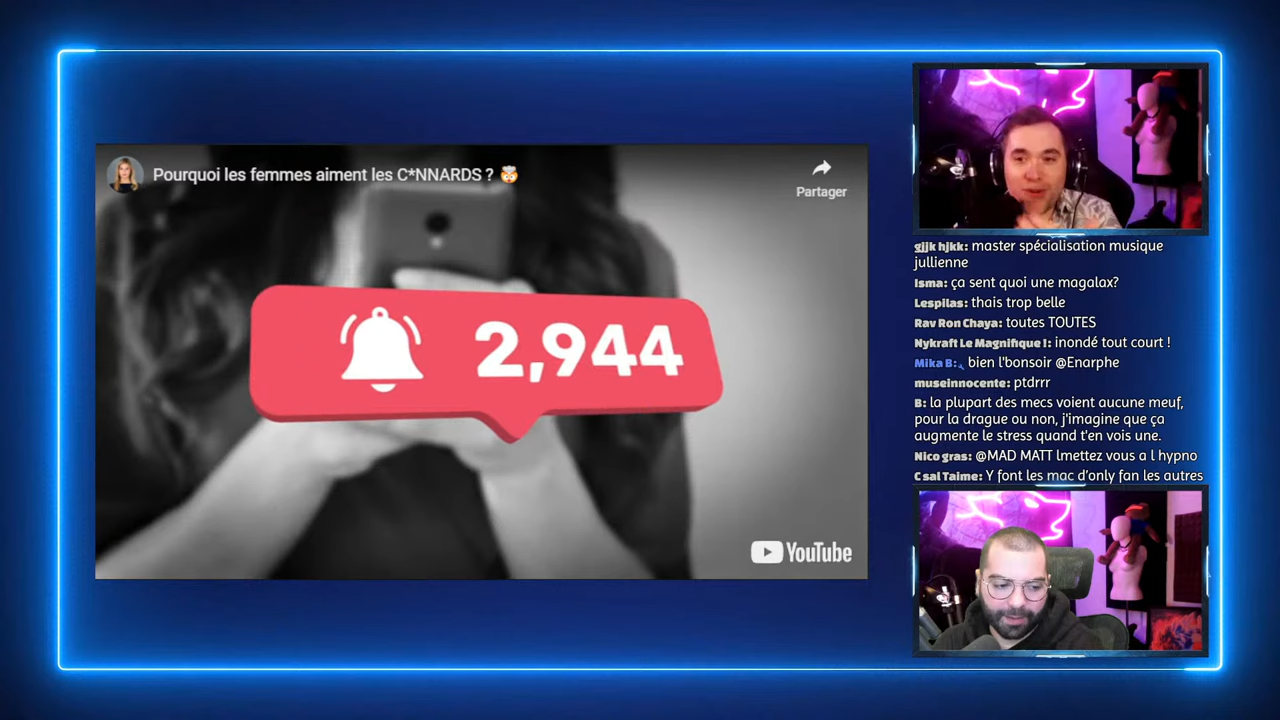 Pourquoi les femmes aiment les C*NNARDS ? 🤯
Partager
2,944
YouTube
gjjk hjkk: master spécialisation musique
jullienne
Isma: ça sent quoi une magalax?
Lespilas: thais trop belle
Rav Ron Chaya: toutes TOUTES
Nykraft Le Magnifique I: inondé tout court !
Mika B: bien l'bonsoir @Enarphe
museinnocente: ptdrrr
B: la plupart des mecs voient aucune meuf,
pour la drague ou non, j'imagine que ça
augmente le stress quand t'en vois une.
Nico gras: @MAD MATT lmettez vous a l hypno
C sal Taime: Y font les mac d'only fan les autres